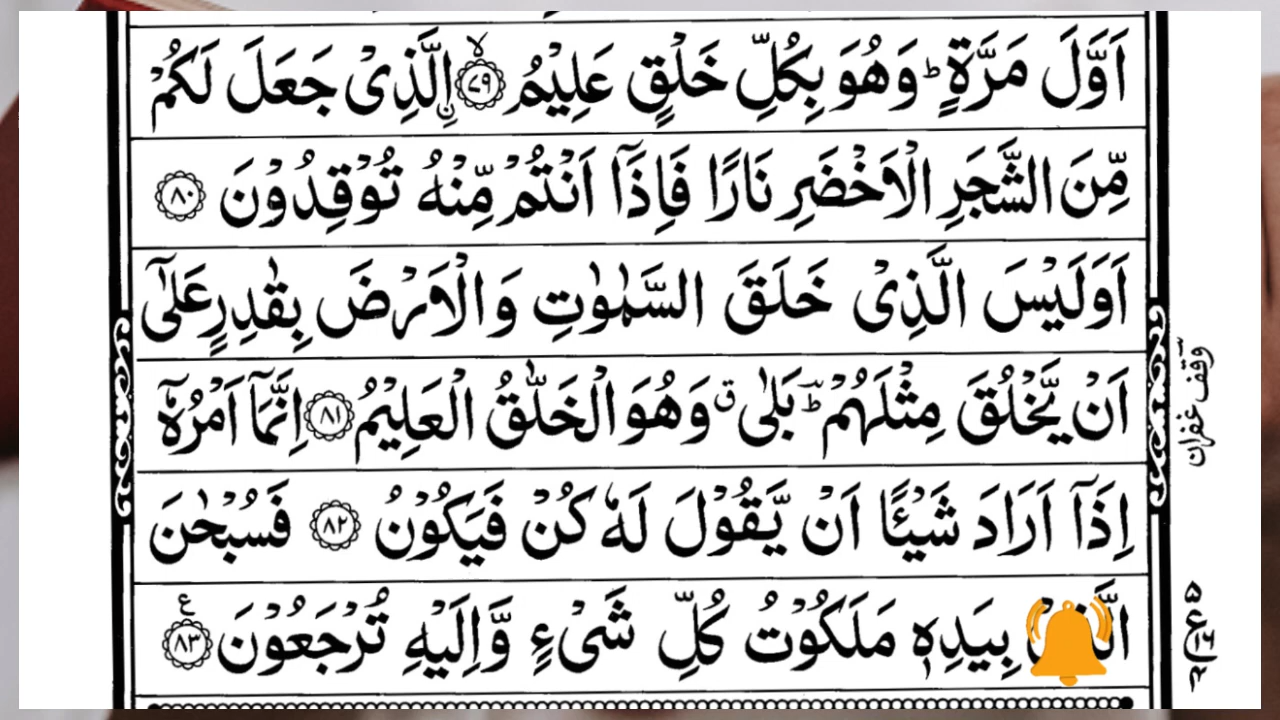 اَوَّلَ مَرَّةٍ ؕ وَهُوَ بِكُلِّ خَلْقٍ عَلِيْمُ ۙ﴿۷۹﴾ اۨلَّذِىْ جَعَلَ لَكُمْ
مِّنَ الشَّجَرِ الْاَخْضَرِ نَارًا فَاِذَاۤ اَنْتُمْ مِّنْهُ تُوْقِدُوْنَ ﴿۸۰﴾
اَوَلَيْسَ الَّذِىْ خَلَقَ السَّمٰوٰتِ وَالْاَرْضَ بِقٰدِرٍ عَلٰٓى
اَنْ يَّخْلُقَ مِثْلَهُمْ ؔؕ بَلٰى ۗ وَهُوَ الْخَلّٰقُ الْعَلِيْمُ ﴿۸۱﴾ اِنَّمَاۤ اَمْرُهٗۤ
اِذَاۤ اَرَادَ شَيْـًٔا اَنْ يَّقُوْلَ لَهٗ كُنْ فَيَكُوْنُ ﴿۸۲﴾ فَسُبْحٰنَ
بِيَدِهٖ مَلَكُوْتُ كُلِّ شَىْءٍ وَّاِلَيْهِ تُرْجَعُوْنَ ﴿۸۳﴾ ع
وقف غفران